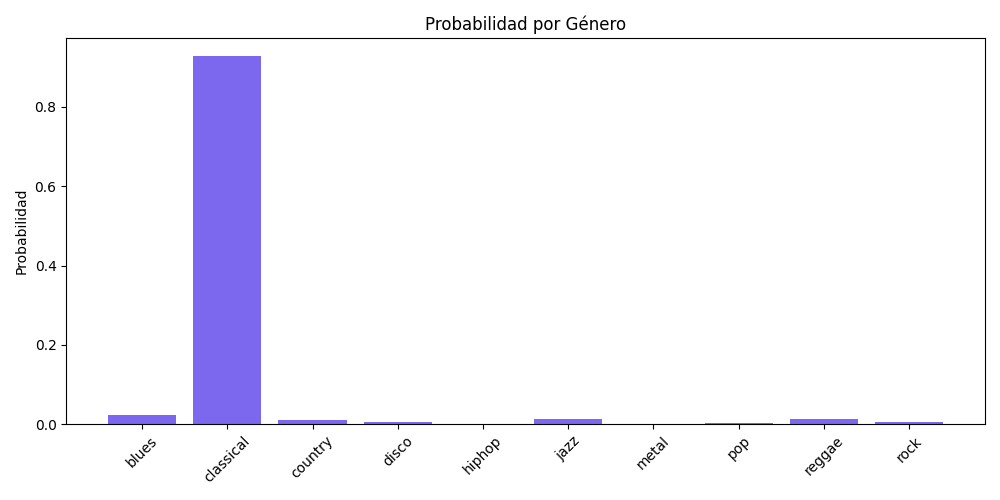 Probabilidad por Género
Probabilidad
0.8
0.6
0.4
0.2
0.0
blues
classical
country
disco
hiphop
jazz
metal
pop
reggae
rock